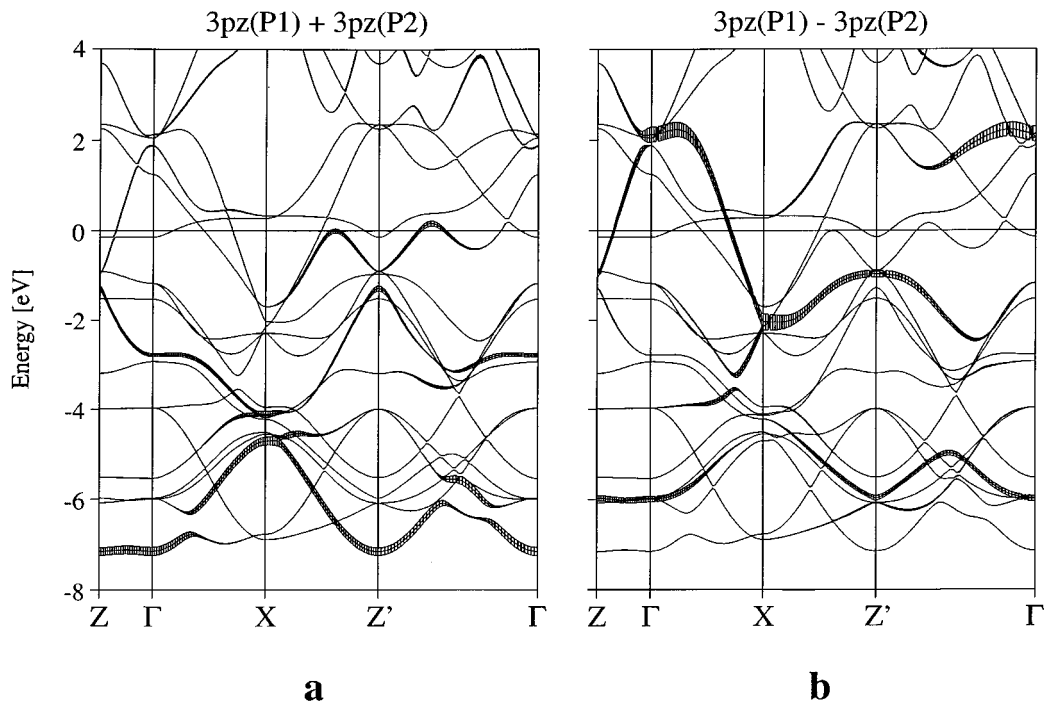 3pz(P1) + 3pz(P2)
3pz(P1) - 3pz(P2)
Energy [eV]
4
2
0
-2
-4
-6
-8
Z Γ X Z' Γ
Z Γ X Z' Γ
a
b